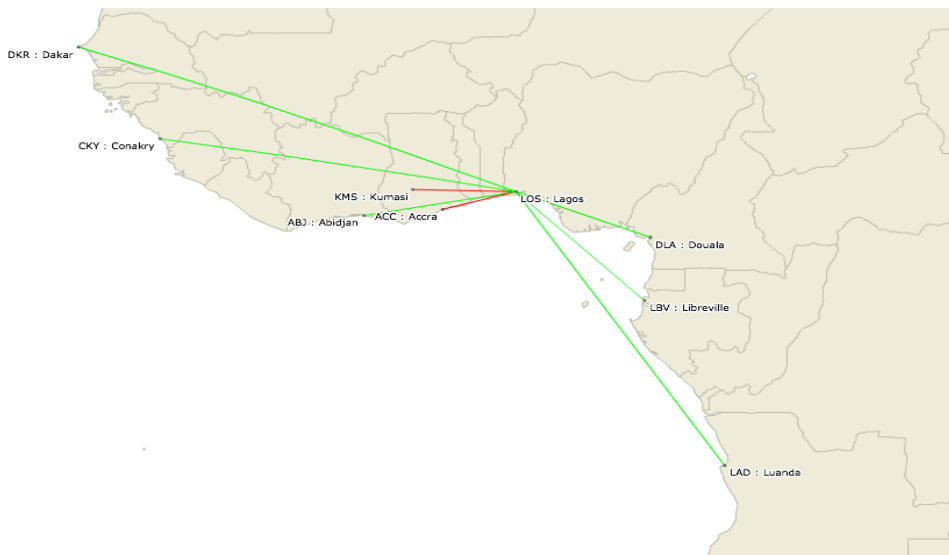 DKR : Dakar
CKY : Conakry
KMS : Kumasi
LOS : Lagos
ABJ : Abidjan
ACC : Accra
DLA : Douala
LBV : Libreville
LAD : Luanda